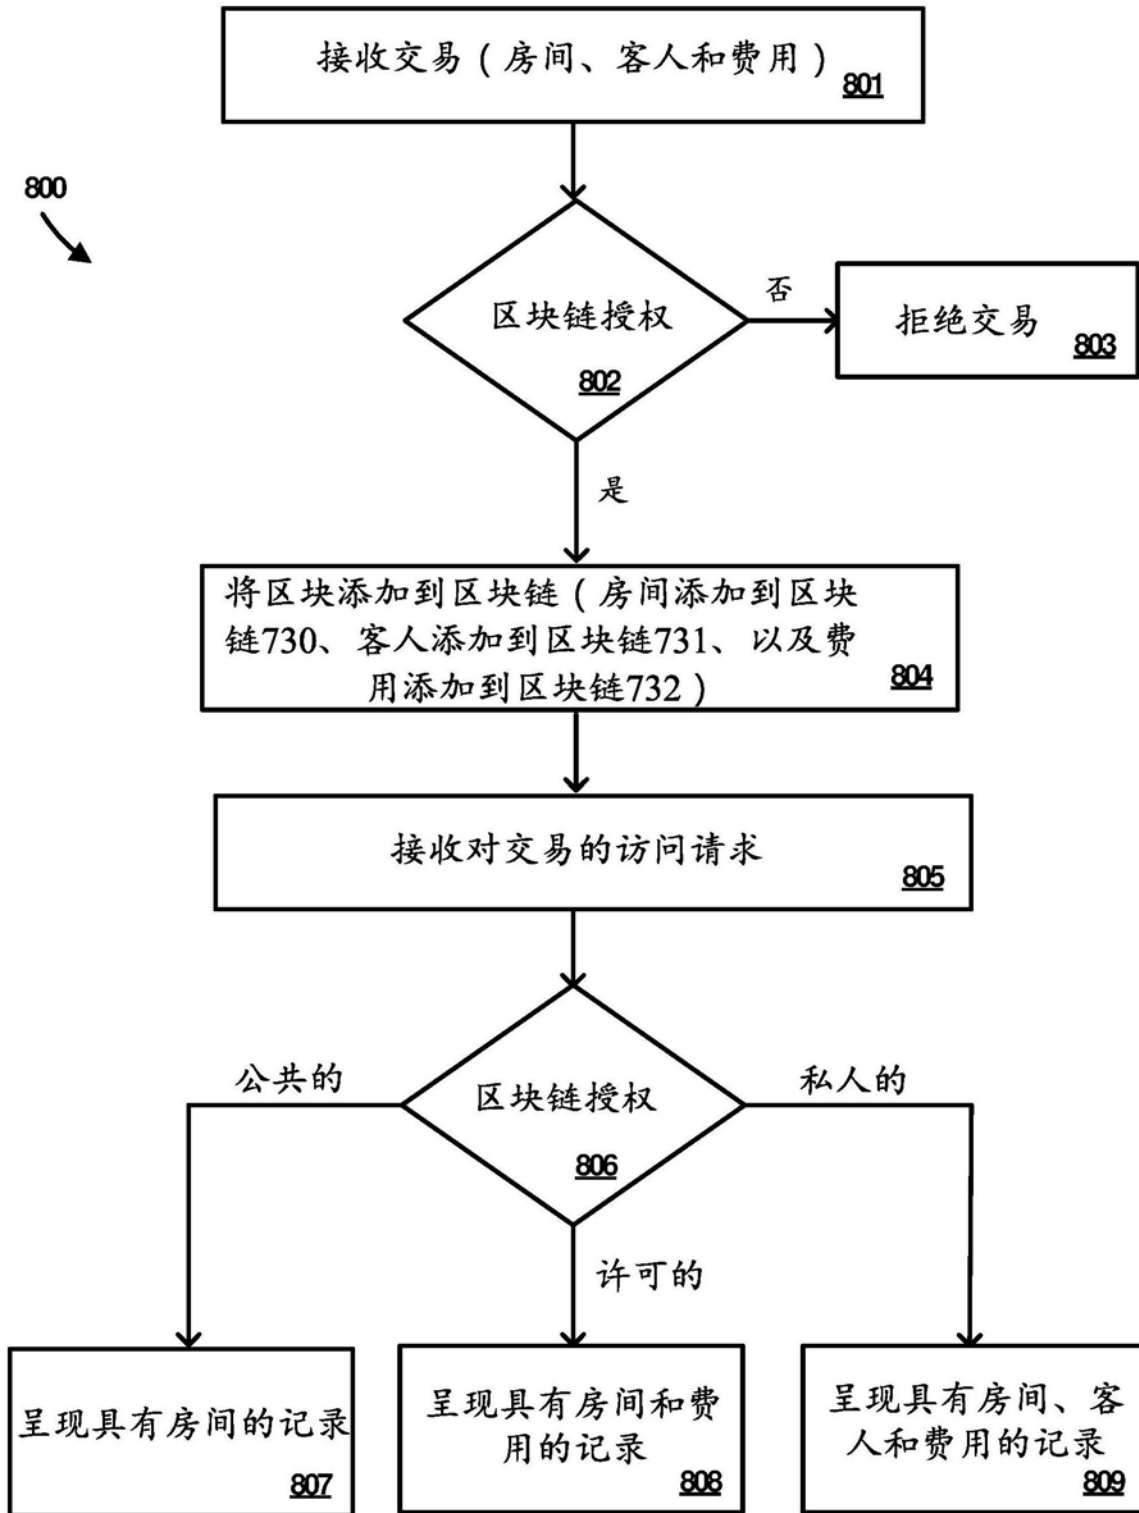 接收交易（房间、客人和费用）
801
800
区块链授权
802
否
拒绝交易
803
是
将区块添加到区块链（房间添加到区块
链730、客人添加到区块链731、以及费
用添加到区块链732）
804
接收对交易的访问请求
805
公共的
区块链授权
806
私人的
许可的
呈现具有房间的记录
807
呈现具有房间和费
用的记录
808
呈现具有房间、客
人和费用的记录
809